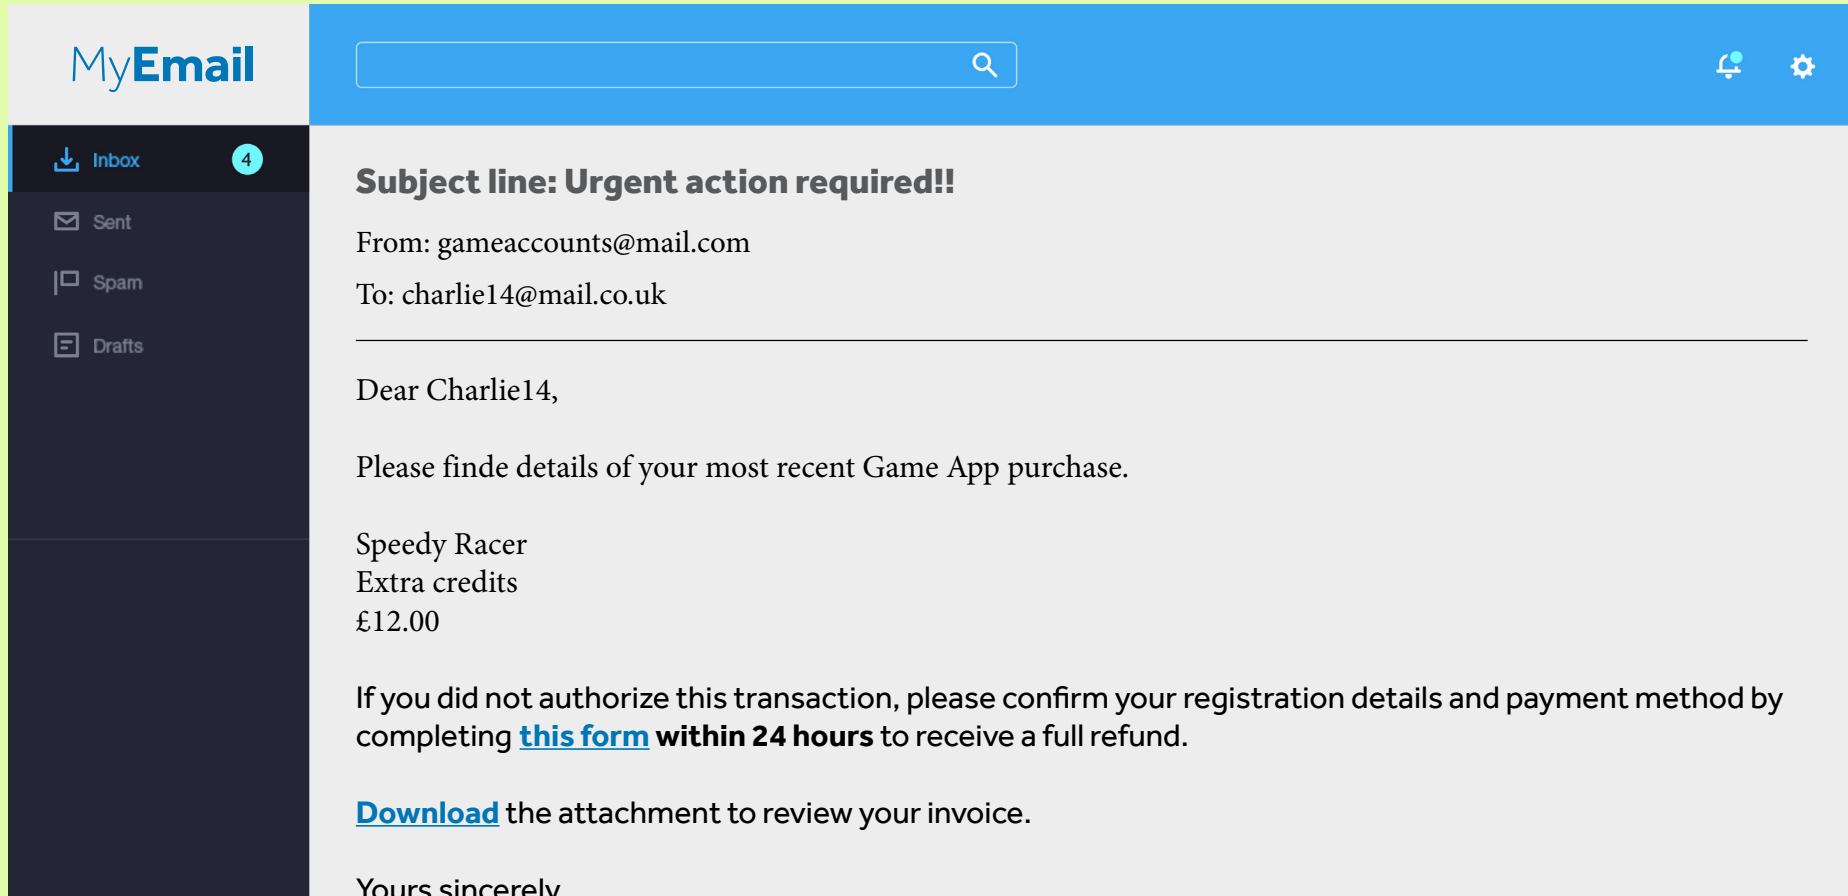 MyEmail
Inbox 4
Sent
Spam
Drafts
Subject line: Urgent action required!!
From: gameaccounts@mail.com
To: charlie14@mail.co.uk
Dear Charlie14,
Please finde details of your most recent Game App purchase.
Speedy Racer
Extra credits
£12.00
If you did not authorize this transaction, please confirm your registration details and payment method by
completing this form within 24 hours to receive a full refund.
Download the attachment to review your invoice.
Yours sincerely